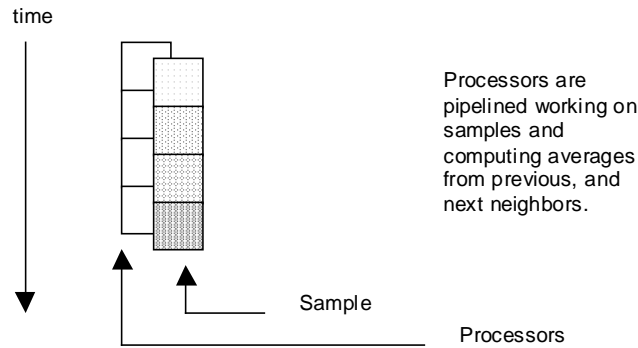 time
Processors are
pipelined working on
samples and
computing averages
from previous, and
next neighbors.
Sample
Processors